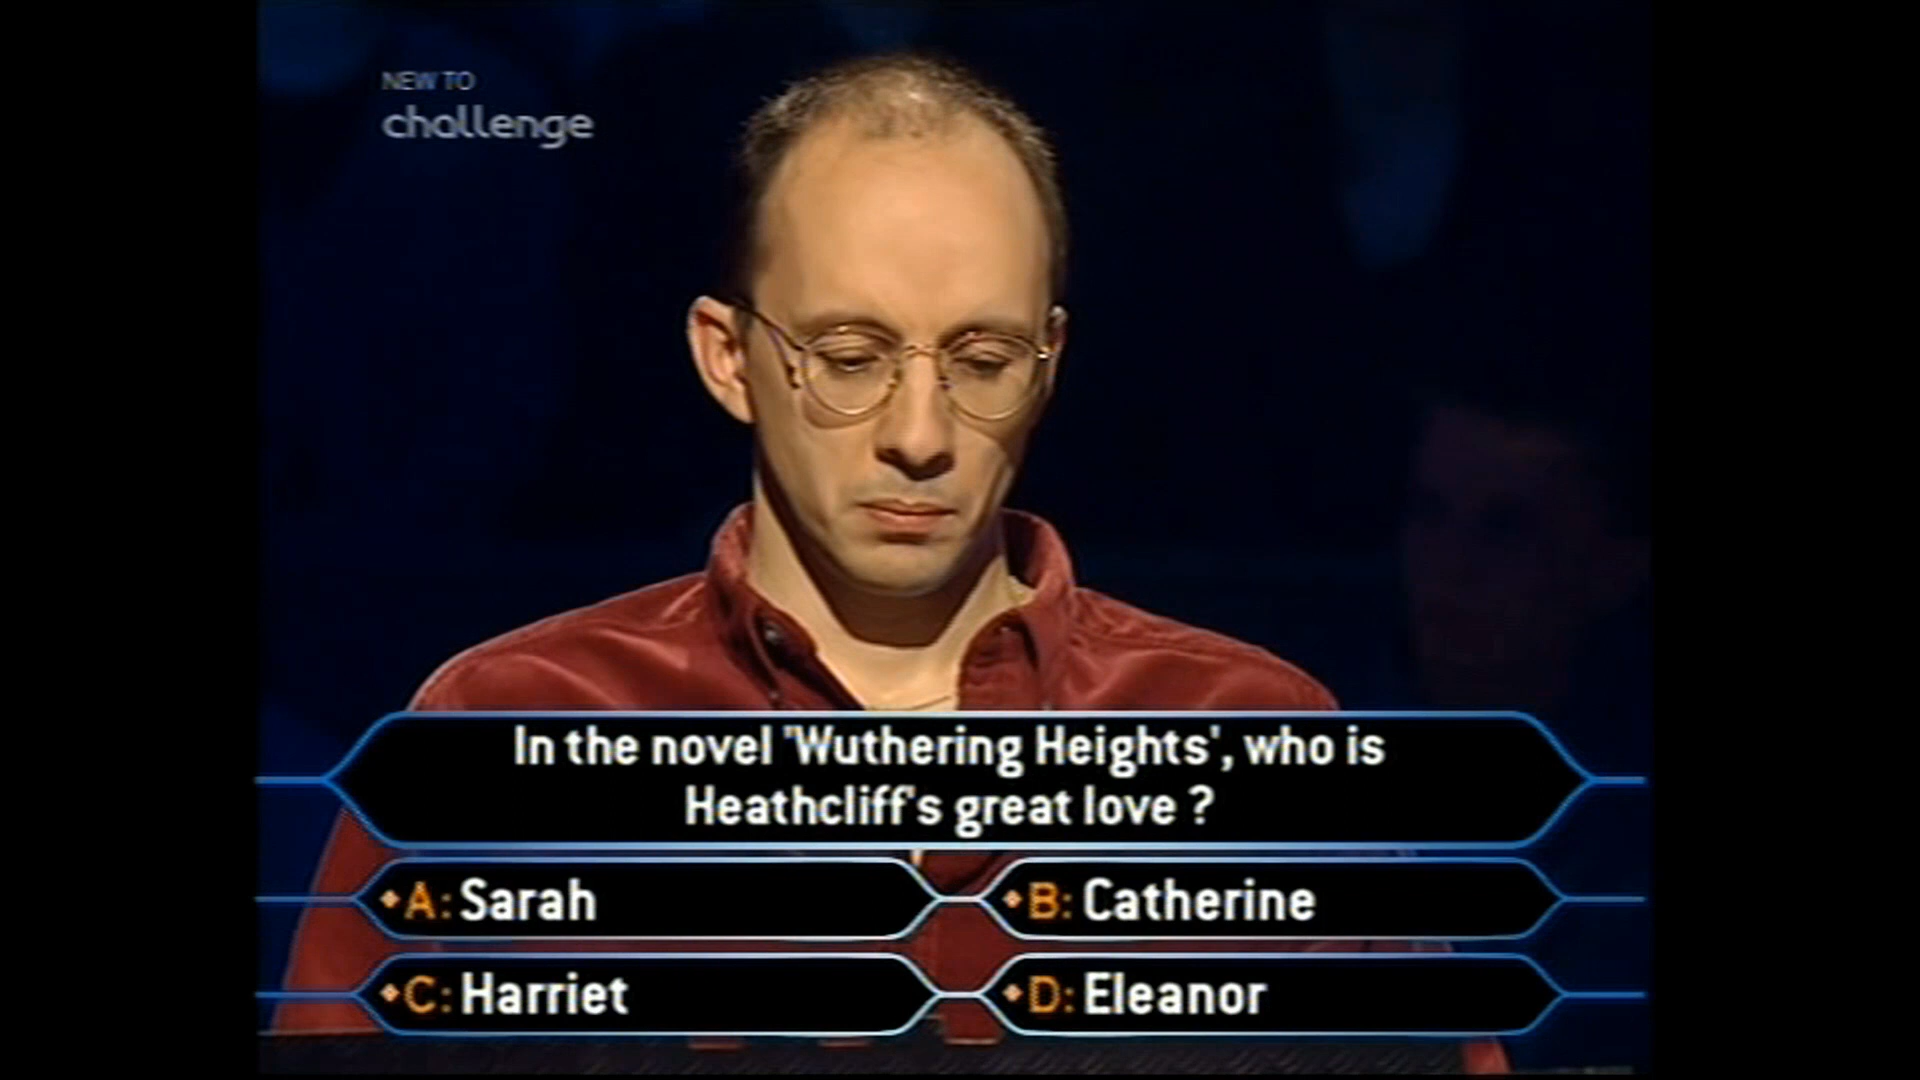 NEW TO
challenge
In the novel 'Wuthering Heights', who is
Heathcliff's great love ?
A: Sarah
B: Catherine
C: Harriet
D: Eleanor